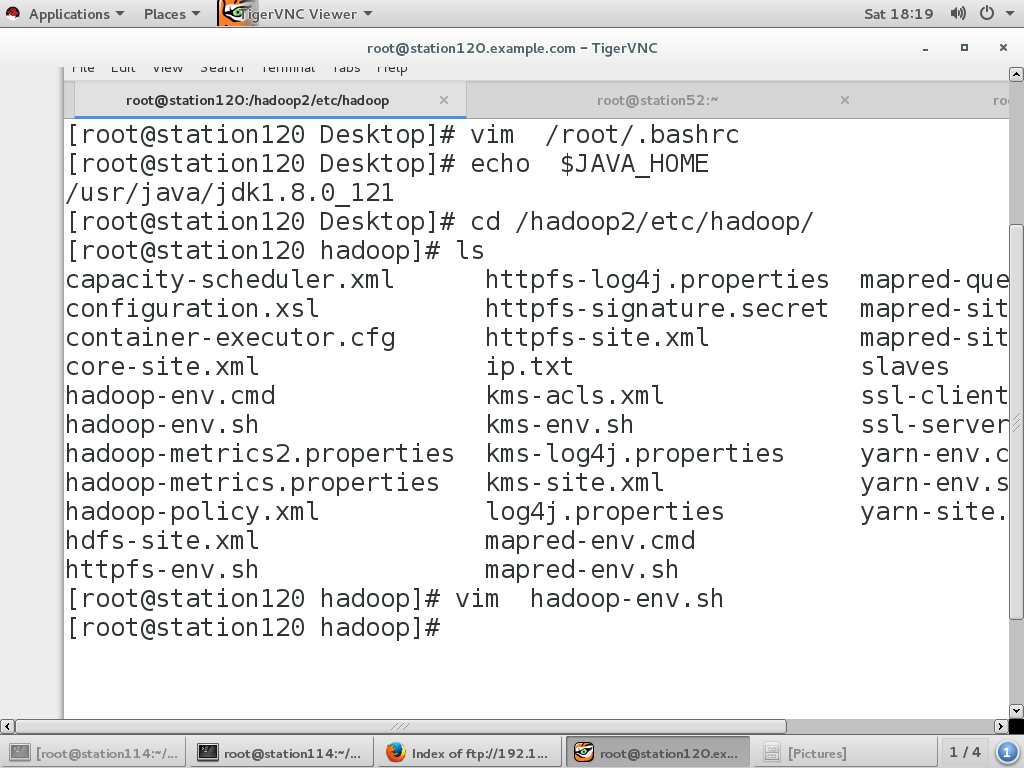 Applications Places TigerVNC Viewer Sat 18:19
root@station120.example.com - TigerVNC
File Edit View Search Terminal Tabs Help
root@station120:/hadoop2/etc/hadoop root@station52:~ ro
[root@station120 Desktop]# vim  /root/.bashrc
[root@station120 Desktop]# echo  $JAVA_HOME
/usr/java/jdk1.8.0_121
[root@station120 Desktop]# cd /hadoop2/etc/hadoop/
[root@station120 hadoop]# ls
capacity-scheduler.xml      httpfs-log4j.properties  mapred-que
configuration.xsl           httpfs-signature.secret  mapred-sit
container-executor.cfg      httpfs-site.xml          mapred-sit
core-site.xml               ip.txt                   slaves
hadoop-env.cmd              kms-acls.xml             ssl-client
hadoop-env.sh               kms-env.sh               ssl-server
hadoop-metrics2.properties  kms-log4j.properties     yarn-env.c
hadoop-metrics.properties   kms-site.xml             yarn-env.s
hadoop-policy.xml           log4j.properties         yarn-site.
hdfs-site.xml               mapred-env.cmd
httpfs-env.sh               mapred-env.sh
[root@station120 hadoop]# vim  hadoop-env.sh
[root@station120 hadoop]#
[root@station114:~/... root@station114:~/... Index of ftp://192.1... root@station120.ex... [Pictures] 1 / 4 1